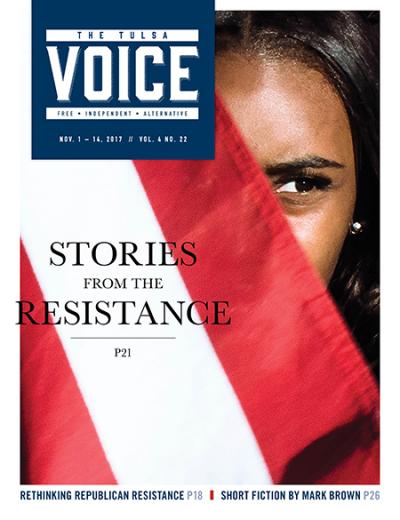 THE TULSA
VOICE
FREE • INDEPENDENT • ALTERNATIVE
NOV. 1 – 14, 2017 // VOL. 4 NO. 22
STORIES
FROM THE
RESISTANCE
P21
RETHINKING REPUBLICAN RESISTANCE P18 | SHORT FICTION BY MARK BROWN P26